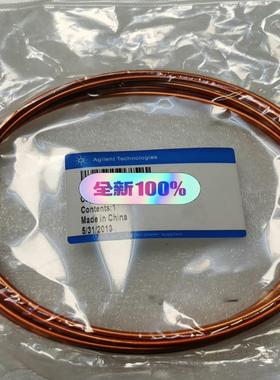 Agilent Technologies
全新100%
Contents:1
Made in China
5/31/2013